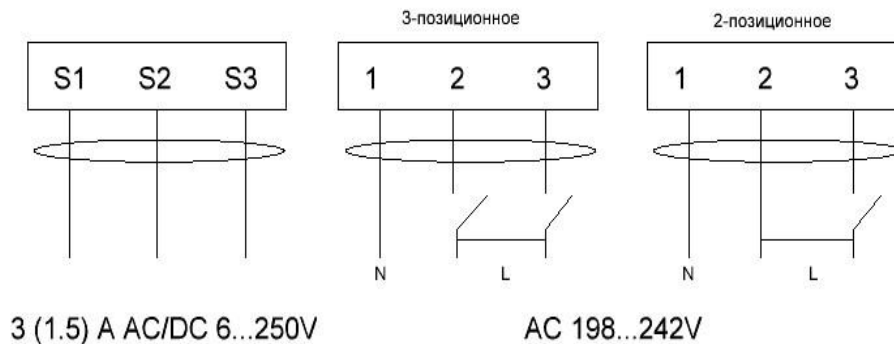 3-позиционное 2-позиционное
S1 S2 S3 1 2 3 1 2 3
N L N L
3 (1.5) A AC/DC 6...250V AC 198...242V